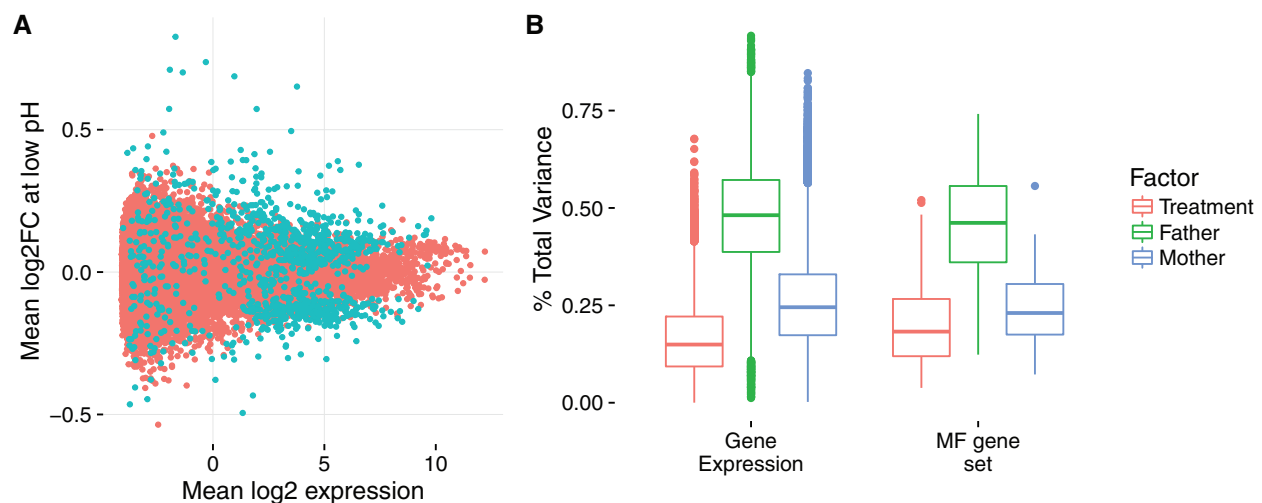 A
Mean log2FC at low pH
0.5
0.0
−0.5
0
5
10
Mean log2 expression
B
% Total Variance
0.75
0.50
0.25
0.00
Gene
Expression
MF gene
set
Factor
Treatment
Father
Mother